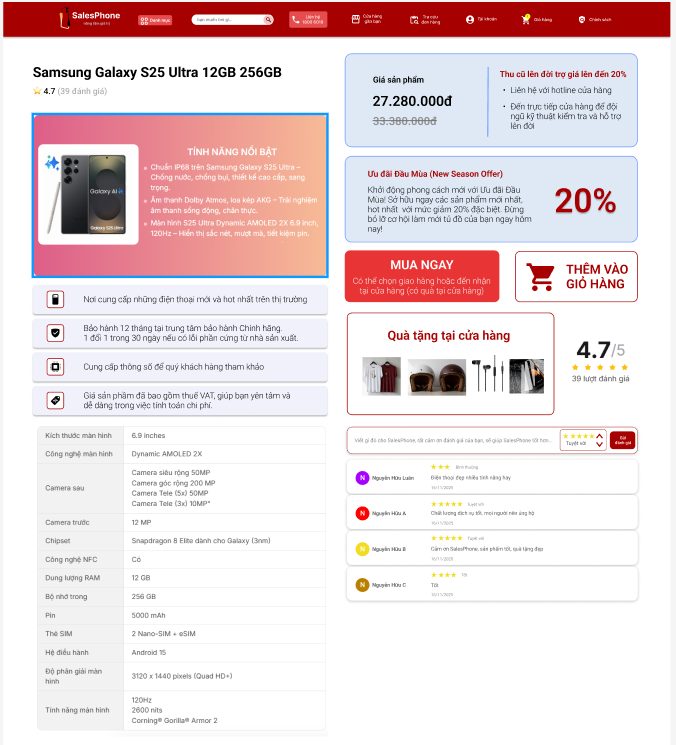 SalesPhone
Danh mục
bạn muốn tìm gì...
Liên hệ
Cửa hàng
gần bạn
Tra cứu
đơn hàng
Tài khoản
Giỏ hàng
Chính sách
Samsung Galaxy S25 Ultra 12GB 256GB
4.7 (39 đánh giá)
TÍNH NĂNG NỔI BẬT
Chuẩn IP68 trên Samsung Galaxy S25 Ultra –
Chống nước, chống bụi, thiết kế cao cấp, sang
trọng.
Âm thanh Dolby Atmos, loa kép AKG – Trải nghiệm
âm thanh sống động, chân thực.
Màn hình S25 Ultra Dynamic AMOLED 2X 6.9 inch,
120Hz – Hiển thị sắc nét, mượt mà, tiết kiệm pin.
Galaxy AI
Galaxy S25 Ultra
Nơi cung cấp những điện thoại mới và hot nhất trên thị trường
Bảo hành 12 tháng tại trung tâm bảo hành Chính hãng.
1 đổi 1 trong 30 ngày nếu có lỗi phần cứng từ nhà sản xuất.
Cung cấp thông số để quý khách hàng tham khảo
Giá sản phầm đã bao gồm thuế VAT, giúp bạn yên tâm và
dễ dàng trong việc tính toán chi phí.
Kích thước màn hình 6.9 inches
Công nghệ màn hình Dynamic AMOLED 2X
Camera sau
Camera siêu rộng 50MP
Camera góc rộng 200 MP
Camera Tele (5x) 50MP
Camera Tele (3x) 10MP"
Camera trước 12 MP
Chipset Snapdragon 8 Elite dành cho Galaxy (3nm)
Công nghệ NFC Có
Dung lượng RAM 12 GB
Bộ nhớ trong 256 GB
Pin 5000 mAh
Thẻ SIM 2 Nano-SIM + eSIM
Hệ điều hành Android 15
Độ phân giải màn
hình
3120 x 1440 pixels (Quad HD+)
Tính năng màn hình
120Hz
2600 nits
Corning® Gorilla® Armor 2
Giá sản phẩm
27.280.000đ
33.380.000đ
Thu cũ lên đời trợ giá lên đến 20%
Liên hệ với hotline cửa hàng
Đến trực tiếp cửa hàng để đội
ngũ kỹ thuật kiểm tra và hỗ trợ
lên đời
Ưu đãi Đầu Mùa (New Season Offer)
Khởi động phong cách mới với Ưu đãi Đầu
Mùa! Sở hữu ngay các sản phẩm mới nhất,
hot nhất với mức giảm 20% đặc biệt. Đừng
bỏ lỡ cơ hội làm mới tủ đồ của bạn ngay hôm
nay!
20%
MUA NGAY
Có thể chọn giao hàng hoặc đến nhận
tại cửa hàng (có quà tại cửa hàng)
THÊM VÀO
GIỎ HÀNG
Quà tặng tại cửa hàng
4.7/5
39 lượt đánh giá
Viết gì đó cho SalesPhone, rất cảm ơn đánh giá của bạn, sẽ giúp SalesPhone tốt hơn...
Tuyệt vời
Gửi
đánh giá
N
Nguyễn Hữu Luân
Bình thường
Điện thoại đẹp nhiều tính năng hay
15/11/2025
N
Nguyễn Hữu A
Tuyệt vời
Chất lượng dịch vụ tốt, mọi người nên ủng hộ
15/11/2025
N
Nguyễn Hữu B
Tuyệt vời
Cảm ơn SalesPhone, sản phẩm tốt, quà tặng đẹp
15/11/2025
N
Nguyễn Hữu C
Tốt
Tốt
15/11/2025